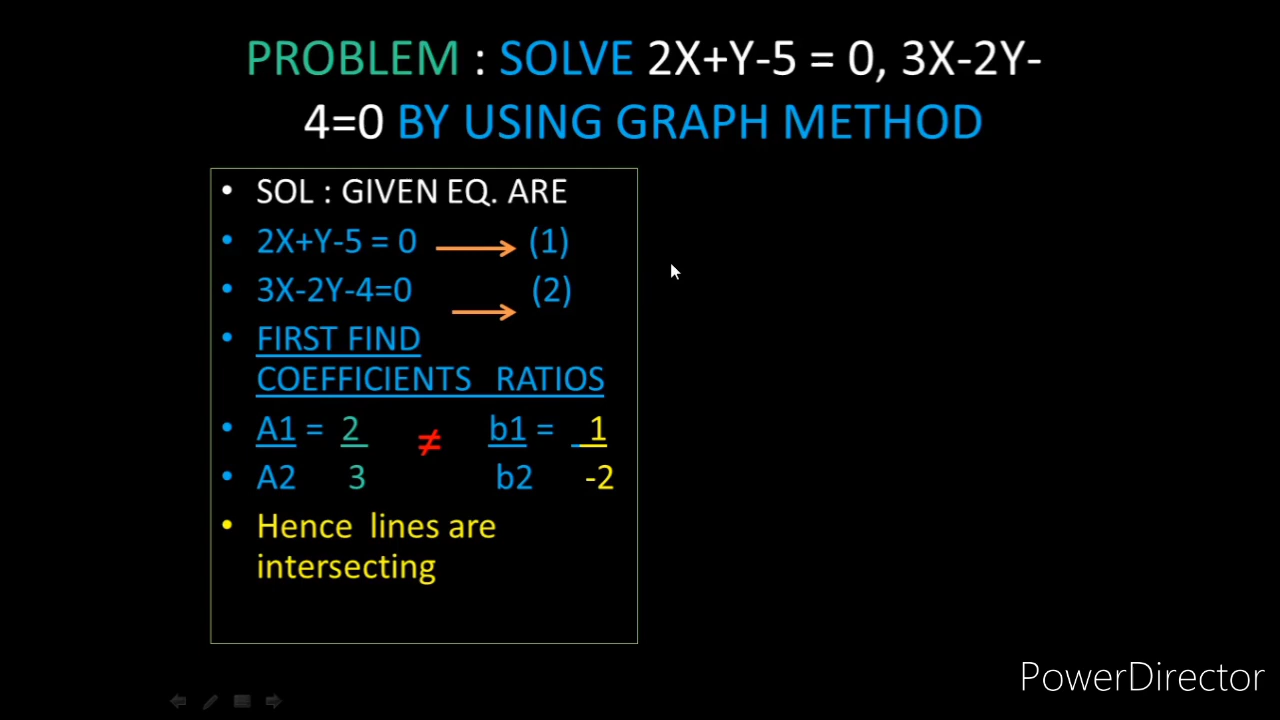 PROBLEM : SOLVE 2X+Y-5 = 0, 3X-2Y-
4=0 BY USING GRAPH METHOD
• SOL : GIVEN EQ. ARE
• 2X+Y-5 = 0 (1)
• 3X-2Y-4=0 (2)
• FIRST FIND
COEFFICIENTS RATIOS
• A1 = 2 ≠ b1 = 1
• A2 3 b2 -2
• Hence lines are
intersecting
PowerDirector